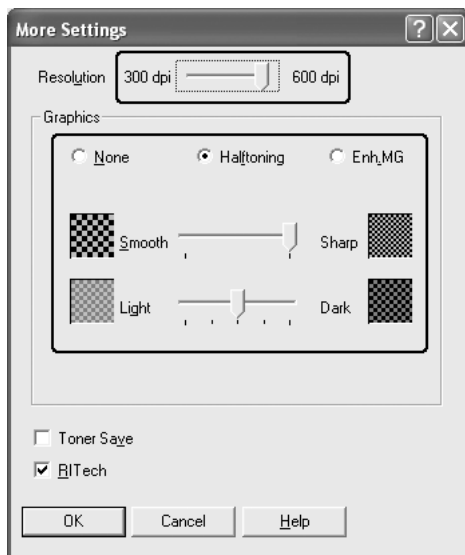 More Settings
Resolution 300 dpi 600 dpi
Graphics
None Halftoning Enh.MG
Smooth Sharp
Light Dark
Toner Save
RITech
OK Cancel Help